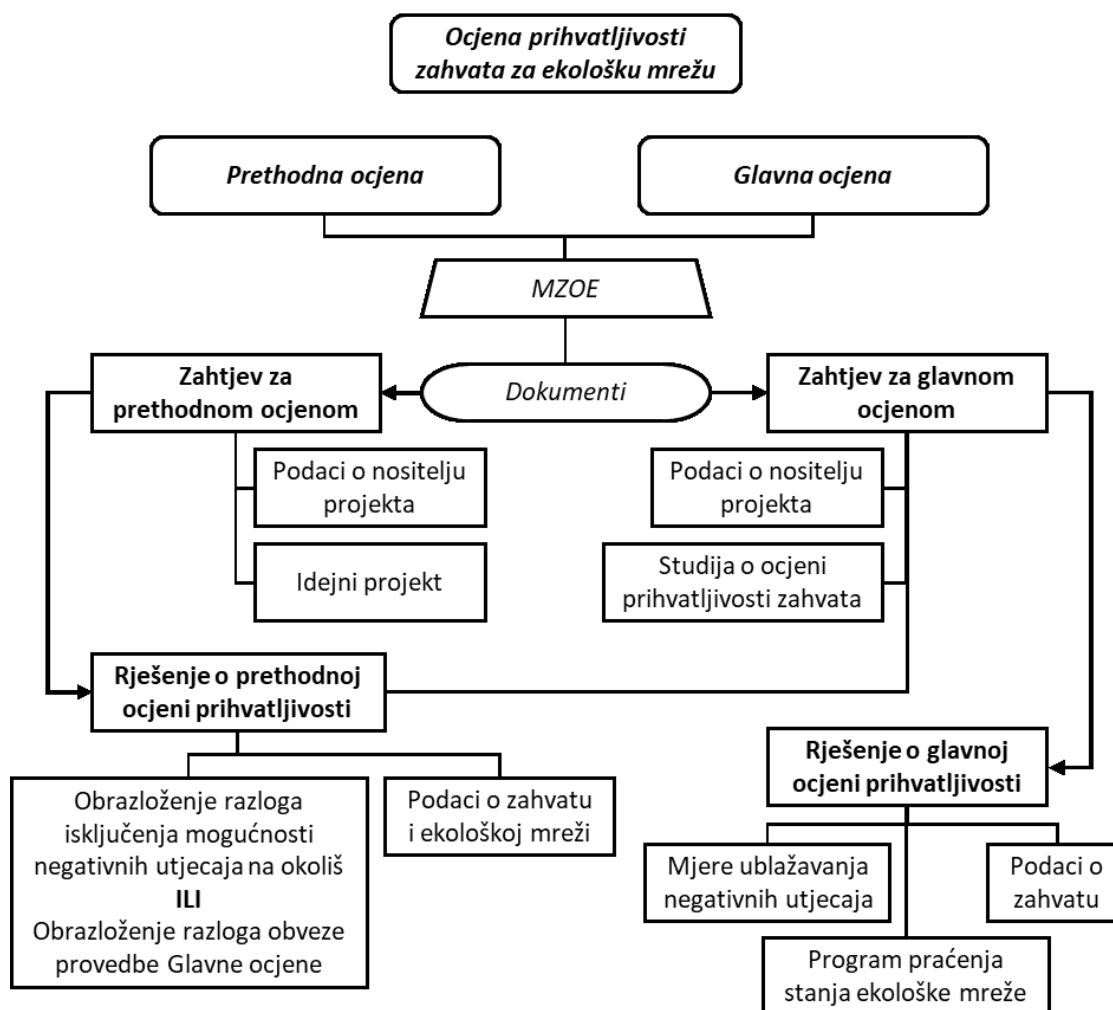 Ocjena prihvatljivosti
zahvata za ekološku mrežu
Prethodna ocjena
Glavna ocjena
MZOE
Dokumenti
Zahtjev za
prethodnom ocjenom
Zahtjev za glavnom
ocjenom
Podaci o nositelju
projekta
Idejni projekt
Podaci o nositelju
projekta
Studija o ocjeni
prihvatljivosti zahvata
Rješenje o prethodnoj
ocjeni prihvatljivosti
Rješenje o glavnoj
ocjeni prihvatljivosti
Obrazloženje razloga
isključenja mogućnosti
negativnih utjecaja na okoliš
ILI
Obrazloženje razloga obveze
provedbe Glavne ocjene
Podaci o zahvatu
i ekološkoj mreži
Mjere ublažavanja
negativnih utjecaja
Podaci o
zahvatu
Program praćenja
stanja ekološke mreže